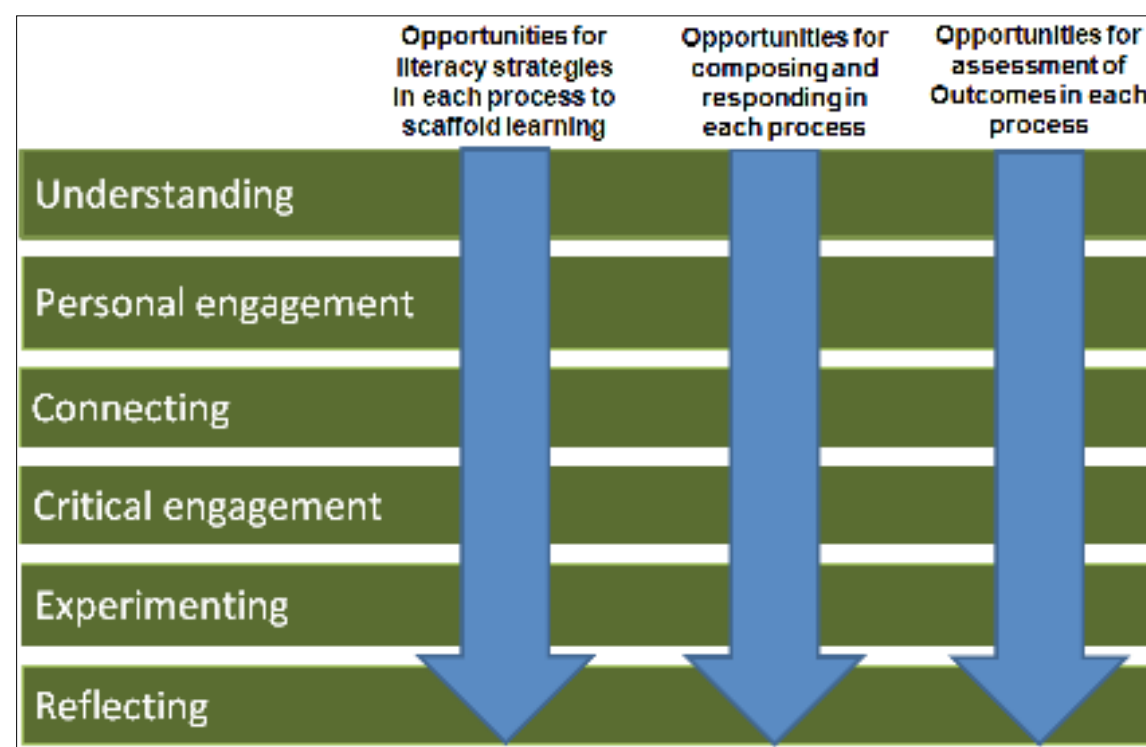 Opportunities for
literacy strategies
in each process to
scaffold learning
Opportunities for
composing and
responding in
each process
Opportunities for
assessment of
Outcomes in each
process
Understanding
Personal engagement
Connecting
Critical engagement
Experimenting
Reflecting